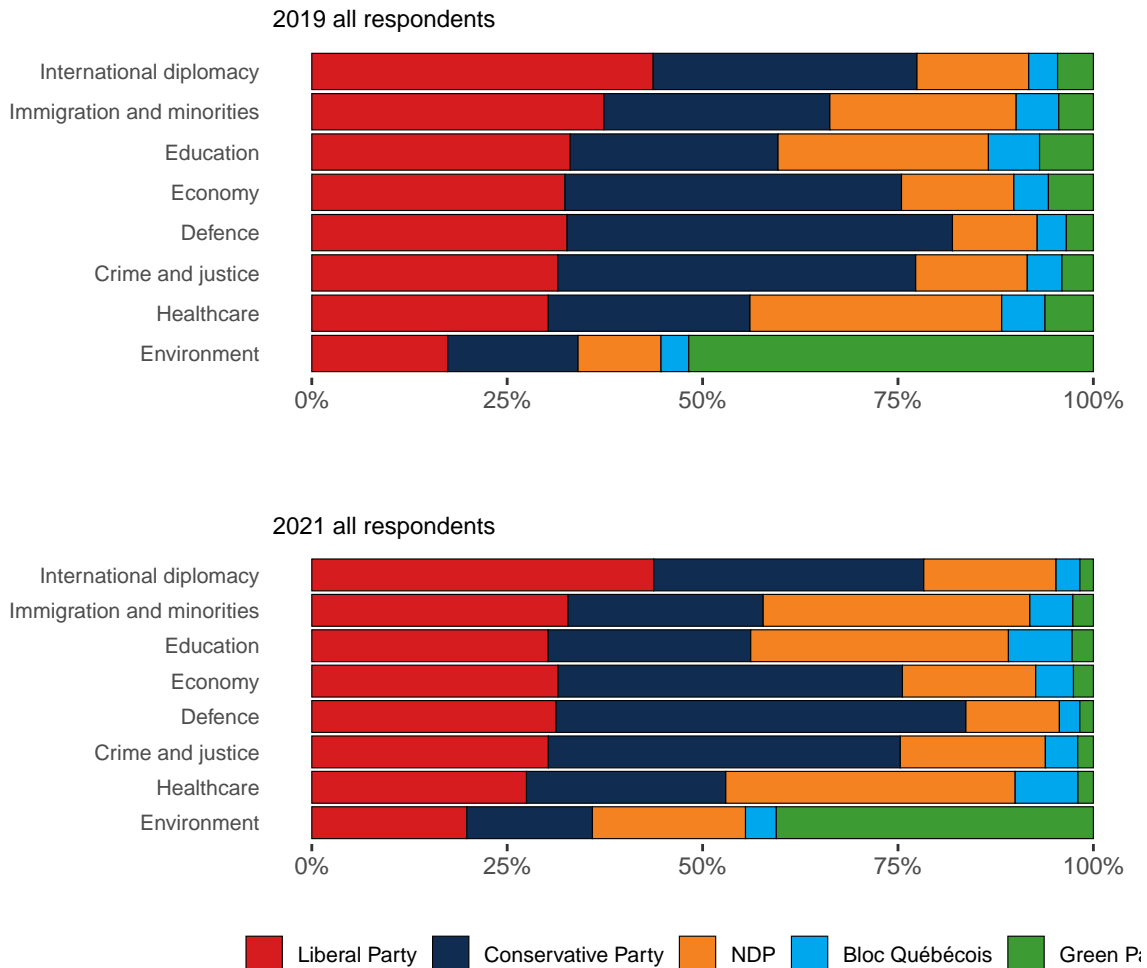 2019 all respondents
International diplomacy
Immigration and minorities
Education
Economy
Defence
Crime and justice
Healthcare
Environment
0% 25% 50% 75% 100%
2021 all respondents
International diplomacy
Immigration and minorities
Education
Economy
Defence
Crime and justice
Healthcare
Environment
0% 25% 50% 75% 100%
Liberal Party Conservative Party NDP Bloc Québécois Green